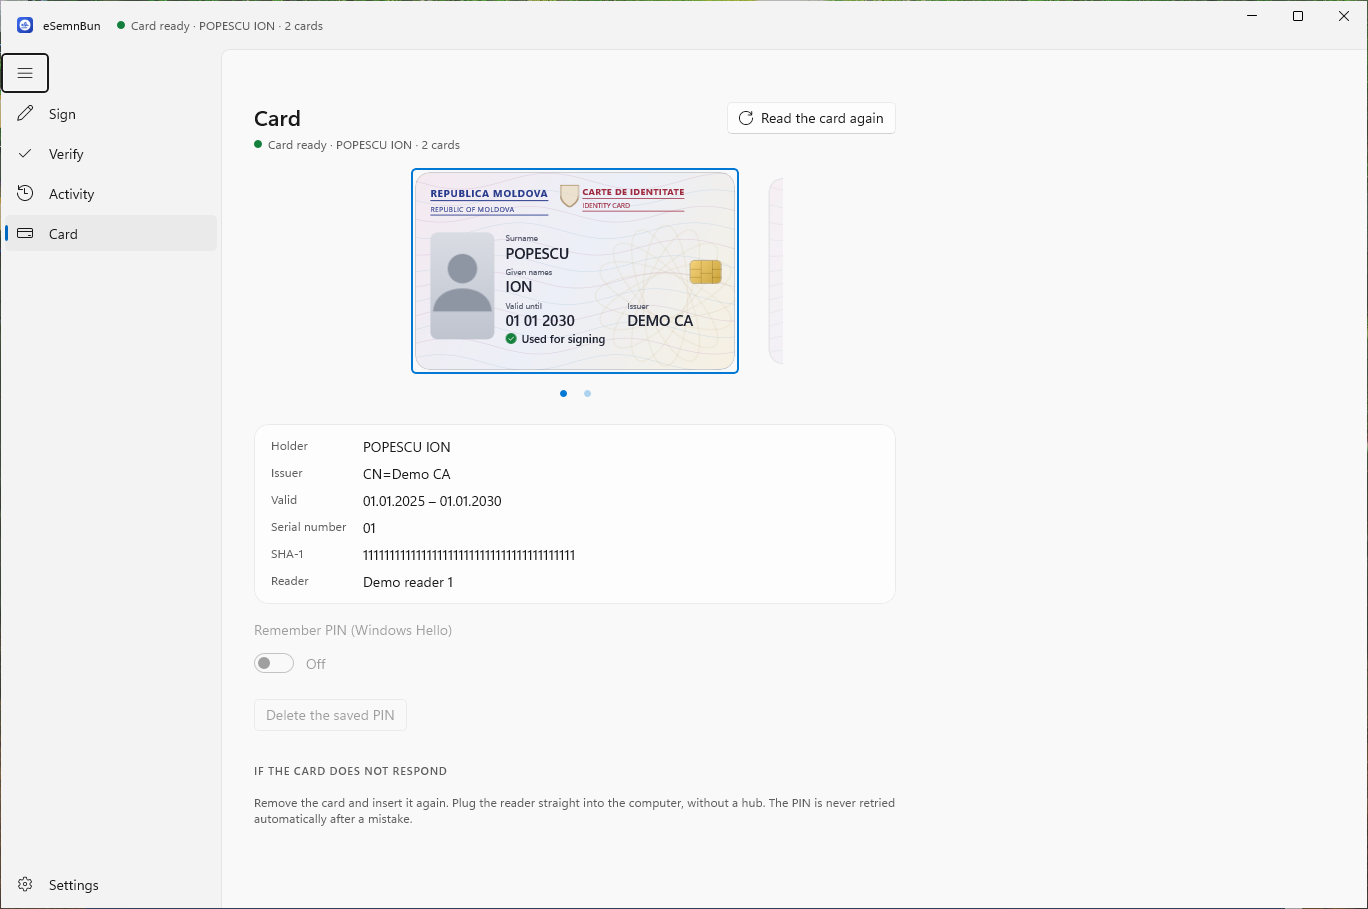 eSemnBun
Card ready · POPESCU ION · 2 cards
Sign
Verify
Activity
Card
Settings
Card
Read the card again
Card ready · POPESCU ION · 2 cards
REPUBLICA MOLDOVA
REPUBLIC OF MOLDOVA
CARTE DE IDENTITATE
IDENTITY CARD
Surname
POPESCU
Given names
ION
Valid until
01 01 2030
Issuer
DEMO CA
Used for signing
Holder POPESCU ION
Issuer CN=Demo CA
Valid 01.01.2025 – 01.01.2030
Serial number 01
SHA-1 1111111111111111111111111111111111111111
Reader Demo reader 1
Remember PIN (Windows Hello)
Off
Delete the saved PIN
IF THE CARD DOES NOT RESPOND
Remove the card and insert it again. Plug the reader straight into the computer, without a hub. The PIN is never retried
automatically after a mistake.